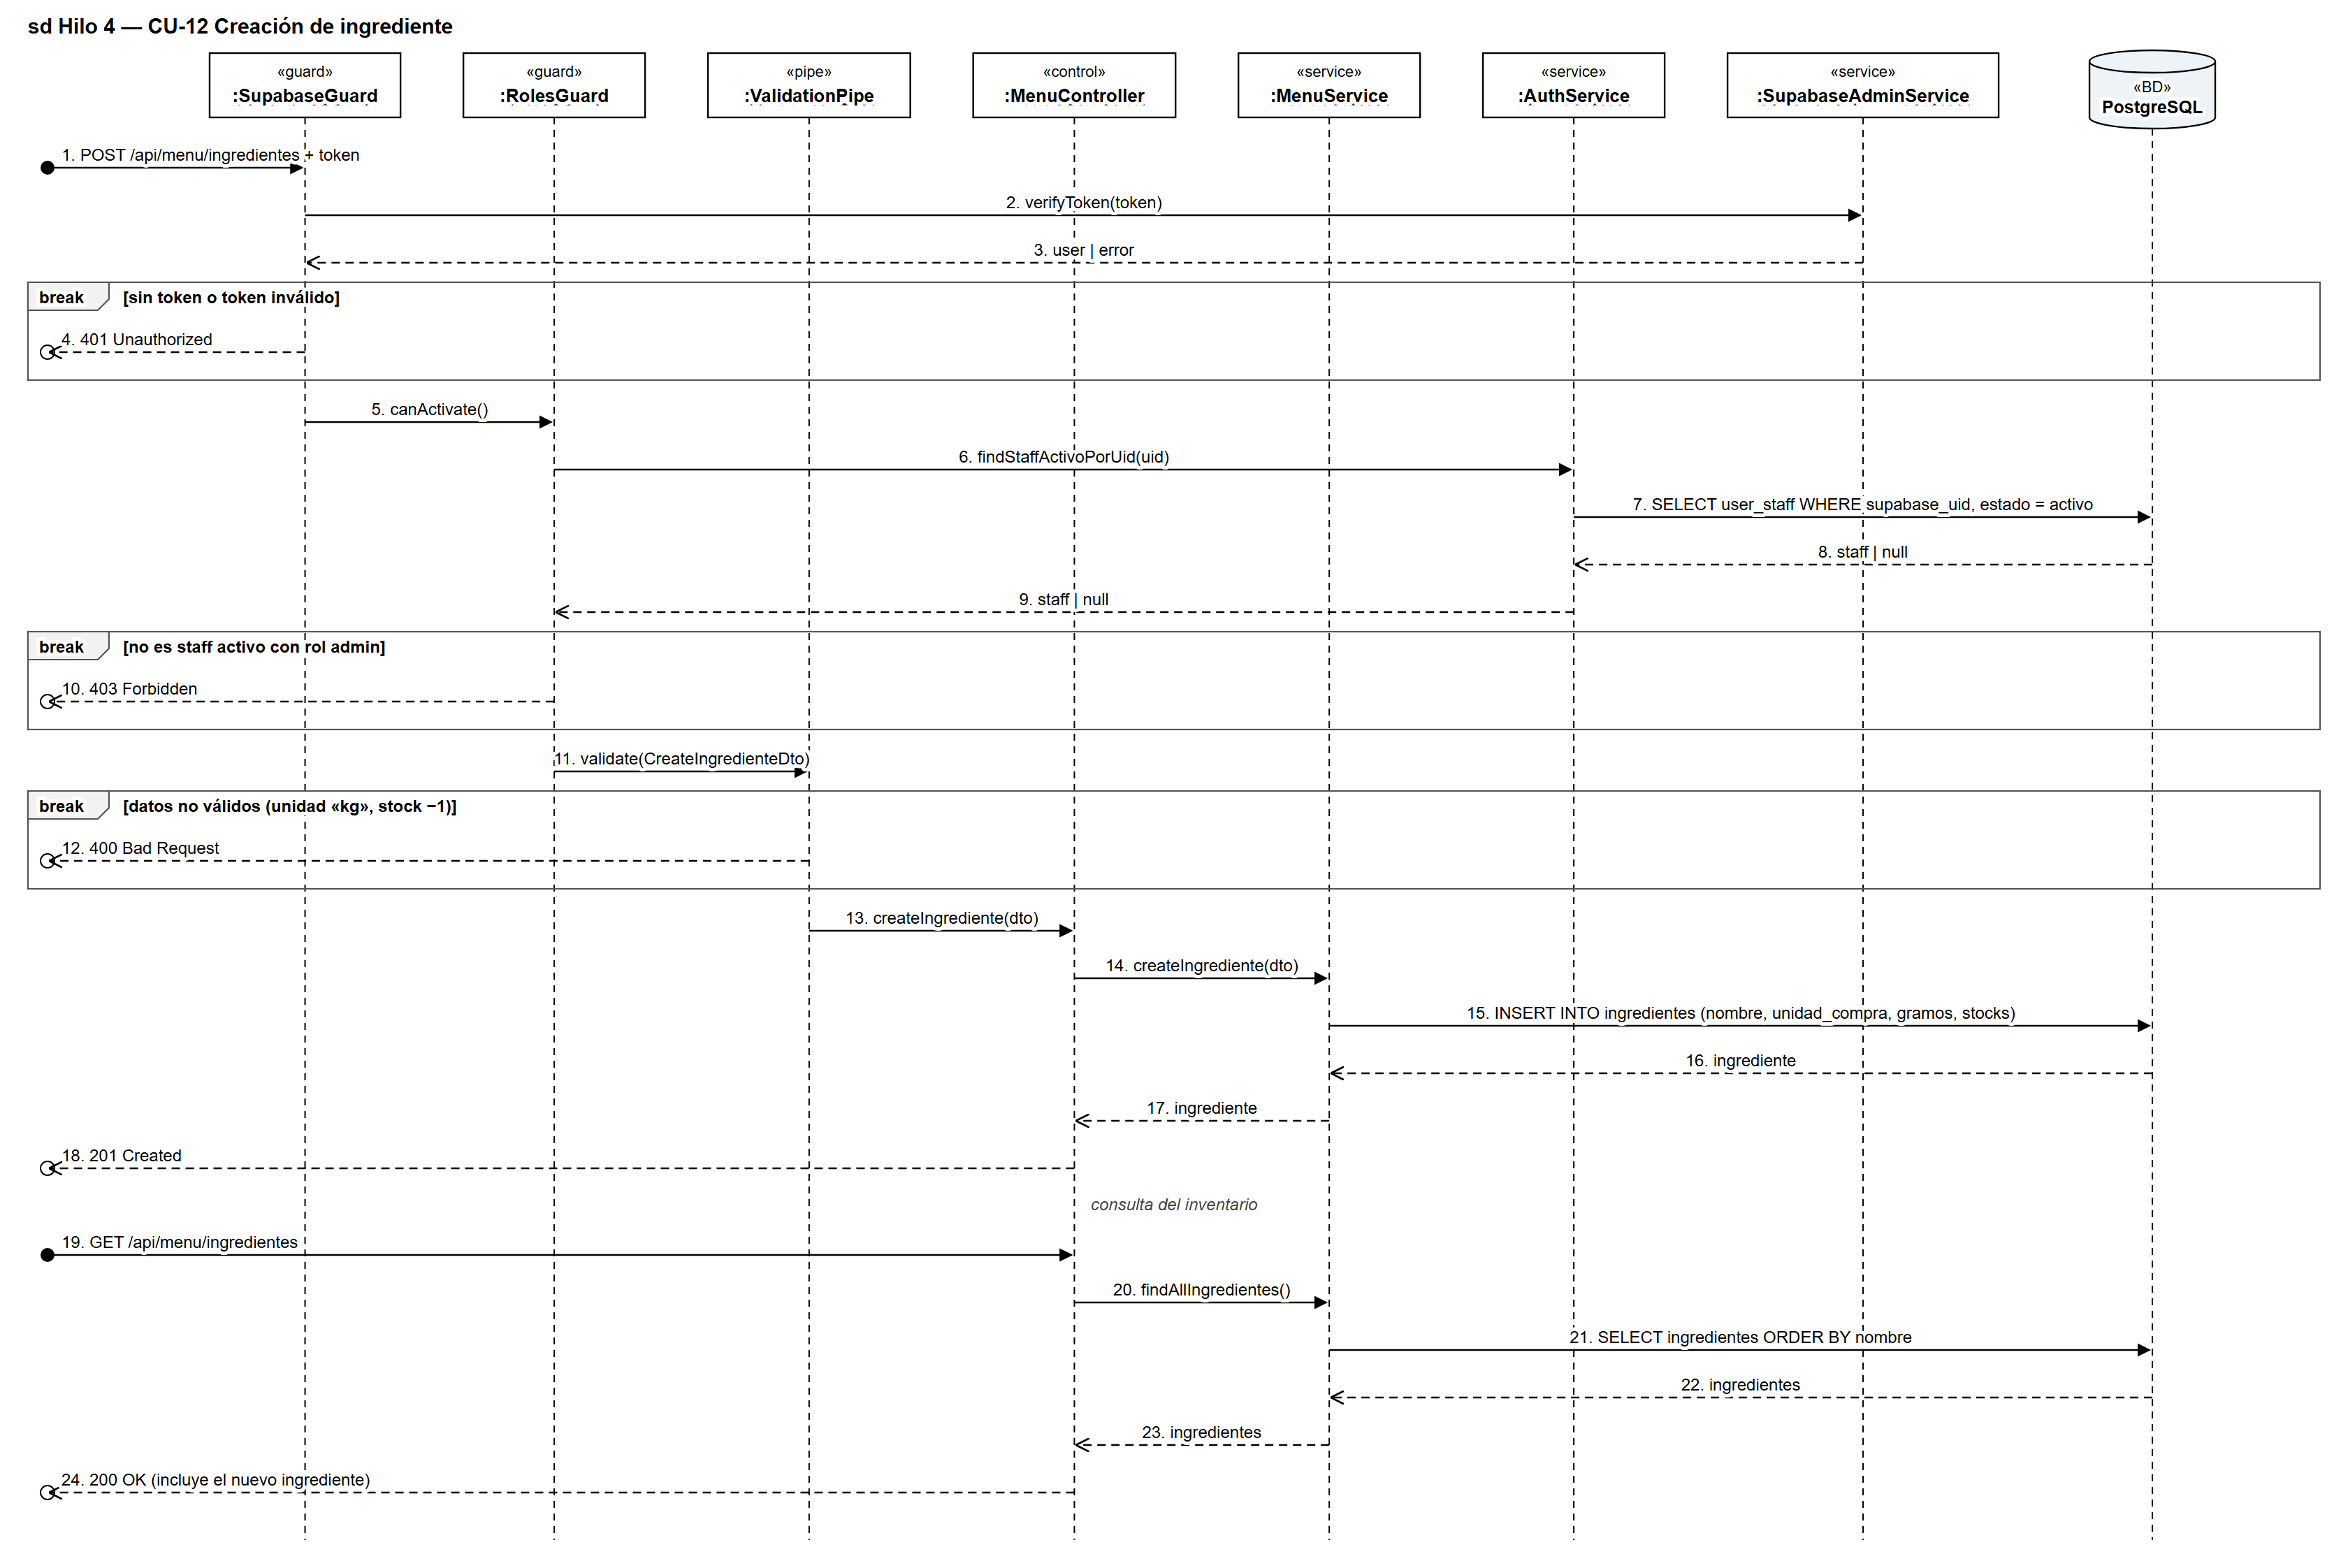 sd Hilo 4 — CU-12 Creación de ingrediente
«guard»
:SupabaseGuard
«guard»
:RolesGuard
«pipe»
:ValidationPipe
«control»
:MenuController
«service»
:MenuService
«service»
:AuthService
«service»
:SupabaseAdminService
«BD»
PostgreSQL
1. POST /api/menu/ingredientes + token
2. verifyToken(token)
3. user | error
break [sin token o token inválido]
4. 401 Unauthorized
5. canActivate()
6. findStaffActivoPorUid(uid)
7. SELECT user_staff WHERE supabase_uid, estado = activo
8. staff | null
9. staff | null
break [no es staff activo con rol admin]
10. 403 Forbidden
11. validate(CreateIngredienteDto)
break [datos no válidos (unidad «kg», stock −1)]
12. 400 Bad Request
13. createIngrediente(dto)
14. createIngrediente(dto)
15. INSERT INTO ingredientes (nombre, unidad_compra, gramos, stocks)
16. ingrediente
17. ingrediente
18. 201 Created
consulta del inventario
19. GET /api/menu/ingredientes
20. findAllIngredientes()
21. SELECT ingredientes ORDER BY nombre
22. ingredientes
23. ingredientes
24. 200 OK (incluye el nuevo ingrediente)